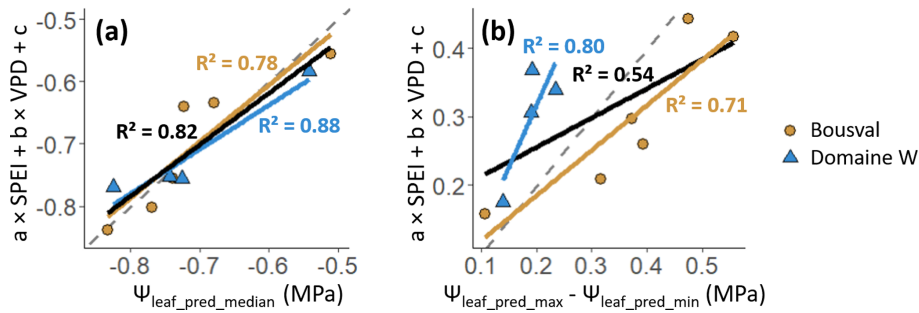 (a)
a × SPEI + b × VPD + c
-0.5
-0.6
-0.7
-0.8
R² = 0.78
R² = 0.82
R² = 0.88
-0.8 -0.7 -0.6 -0.5
Ψleaf_pred_median (MPa)
(b)
a × SPEI + b × VPD + c
0.4
0.3
0.2
R² = 0.80
R² = 0.54
R² = 0.71
0.1 0.2 0.3 0.4 0.5
Ψleaf_pred_max - Ψleaf_pred_min (MPa)
Bousval
Domaine W